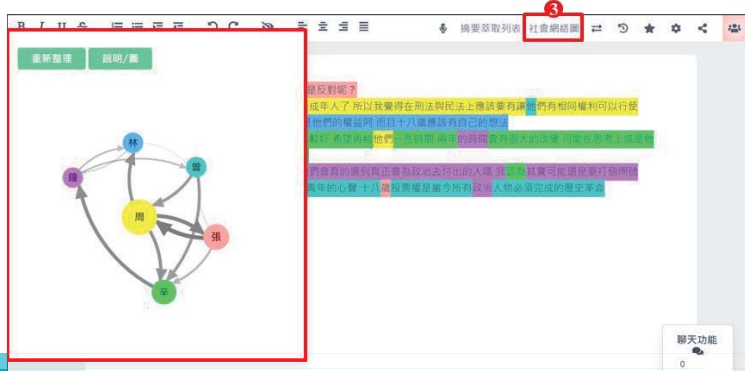 3
B I U S
摘要萃取列表 社會網絡圖
重新整理 說明/圖
是反對呢？
成年人了 所以我覺得在刑法與民法上應該要有讓他們有相同權利可以行使
他們的權益阿 而且十八歲應該有自己的想法
較好 希望再給他們一些時間 兩年的時間會有很大的改變 可能在思考上或是他
們會真的選到真正會為政治去付出的人嗎 我認為其實可能還是要打個問號
青年的心聲 十八歲投票權是當今所有政治人物必須完成的歷史革命
林
曾
鐘
周
張
辛
聊天功能
0